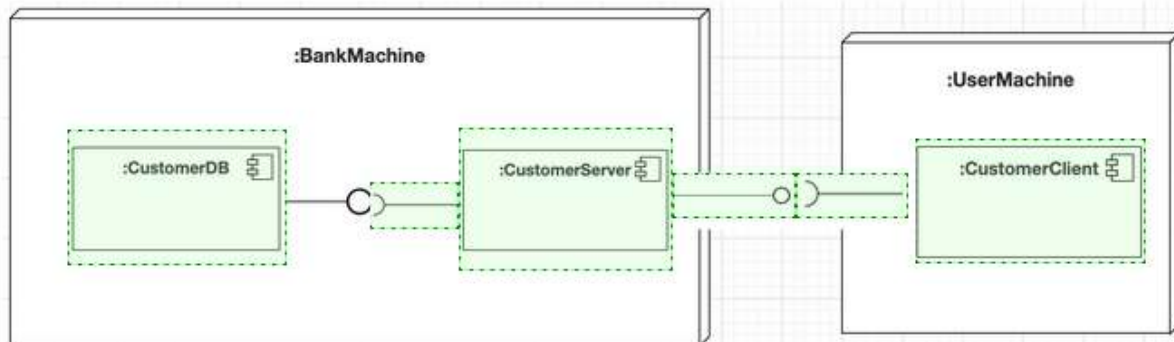 :BankMachine
:UserMachine
:CustomerDB
:CustomerServer
:CustomerClient